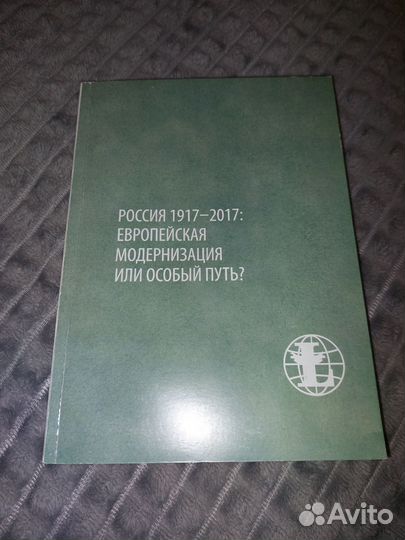 РОССИЯ 1917–2017:
ЕВРОПЕЙСКАЯ
МОДЕРНИЗАЦИЯ
ИЛИ ОСОБЫЙ ПУТЬ?
Ł
Avito